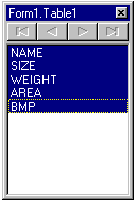 Form1.Table1
NAME
SIZE
WEIGHT
AREA
BMP